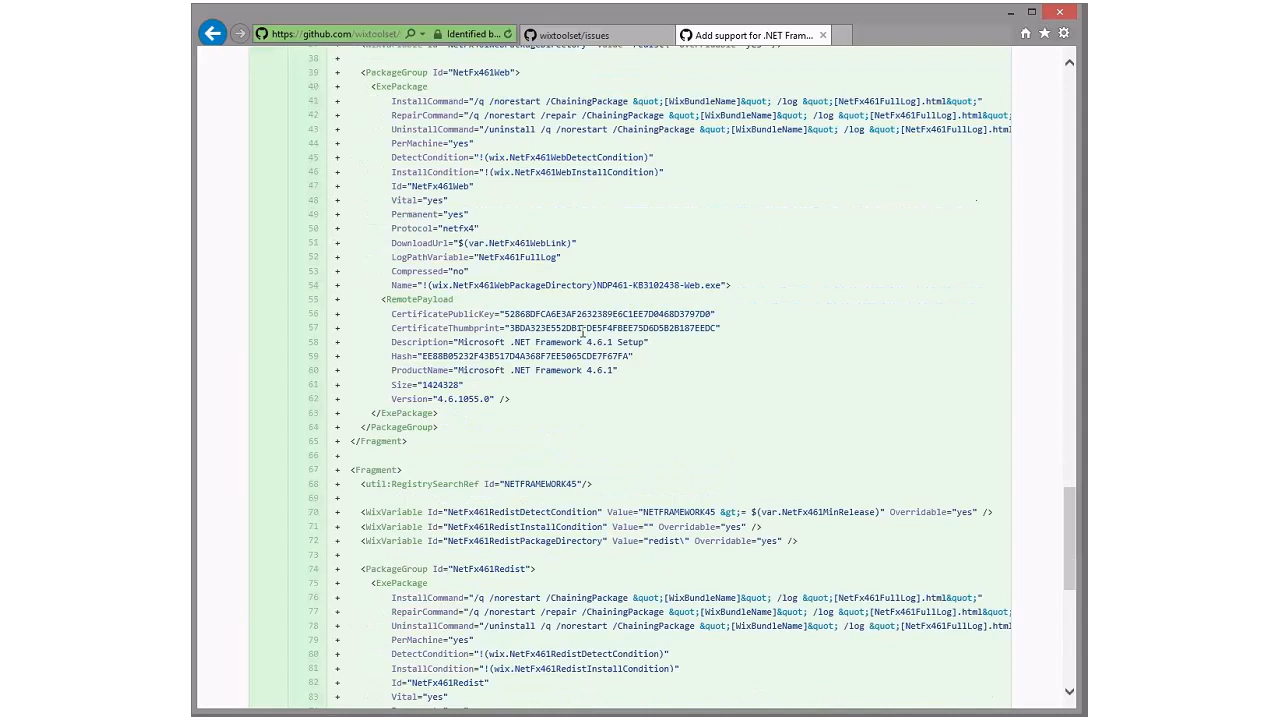 https://github.com/wixtoolset/
Identified b...
wixtoolset/issues
Add support for .NET Fram...
38 +
39 + <PackageGroup Id="NetFx461Web">
40 + <ExePackage
41 + InstallCommand="/q /norestart /ChainingPackage &quot;[WixBundleName]&quot; /log &quot;[NetFx461FullLog].html&quot;"
42 + RepairCommand="/q /norestart /repair /ChainingPackage &quot;[WixBundleName]&quot; /log &quot;[NetFx461FullLog].html&quot;
43 + UninstallCommand="/uninstall /q /norestart /ChainingPackage &quot;[WixBundleName]&quot; /log &quot;[NetFx461FullLog].html
44 + PerMachine="yes"
45 + DetectCondition="!(wix.NetFx461WebDetectCondition)"
46 + InstallCondition="!(wix.NetFx461WebInstallCondition)"
47 + Id="NetFx461Web"
48 + Vital="yes"
49 + Permanent="yes"
50 + Protocol="netfx4"
51 + DownloadUrl="$(var.NetFx461WebLink)"
52 + LogPathVariable="NetFx461FullLog"
53 + Compressed="no"
54 + Name="!(wix.NetFx461WebPackageDirectory)NDP461-KB3102438-Web.exe">
55 + <RemotePayload
56 + CertificatePublicKey="52868DFCA6E3AF2632389E6C1EE7D0468D3797D0"
57 + CertificateThumbprint="3BDA323E552DB1FDE5F4FBEE75D6D5B2B187EEDC"
58 + Description="Microsoft .NET Framework 4.6.1 Setup"
59 + Hash="EE88B05232F43B517D4A368F7EE5065CDE7F67FA"
60 + ProductName="Microsoft .NET Framework 4.6.1"
61 + Size="1424328"
62 + Version="4.6.1055.0" />
63 + </ExePackage>
64 + </PackageGroup>
65 + </Fragment>
66 +
67 + <Fragment>
68 + <util:RegistrySearchRef Id="NETFRAMEWORK45"/>
69 +
70 + <WixVariable Id="NetFx461RedistDetectCondition" Value="NETFRAMEWORK45 &gt;= $(var.NetFx461MinRelease)" Overridable="yes" />
71 + <WixVariable Id="NetFx461RedistInstallCondition" Value="" Overridable="yes" />
72 + <WixVariable Id="NetFx461RedistPackageDirectory" Value="redist\" Overridable="yes" />
73 +
74 + <PackageGroup Id="NetFx461Redist">
75 + <ExePackage
76 + InstallCommand="/q /norestart /ChainingPackage &quot;[WixBundleName]&quot; /log &quot;[NetFx461FullLog].html&quot;"
77 + RepairCommand="/q /norestart /repair /ChainingPackage &quot;[WixBundleName]&quot; /log &quot;[NetFx461FullLog].html&quot;
78 + UninstallCommand="/uninstall /q /norestart /ChainingPackage &quot;[WixBundleName]&quot; /log &quot;[NetFx461FullLog].html
79 + PerMachine="yes"
80 + DetectCondition="!(wix.NetFx461RedistDetectCondition)"
81 + InstallCondition="!(wix.NetFx461RedistInstallCondition)"
82 + Id="NetFx461Redist"
83 + Vital="yes"